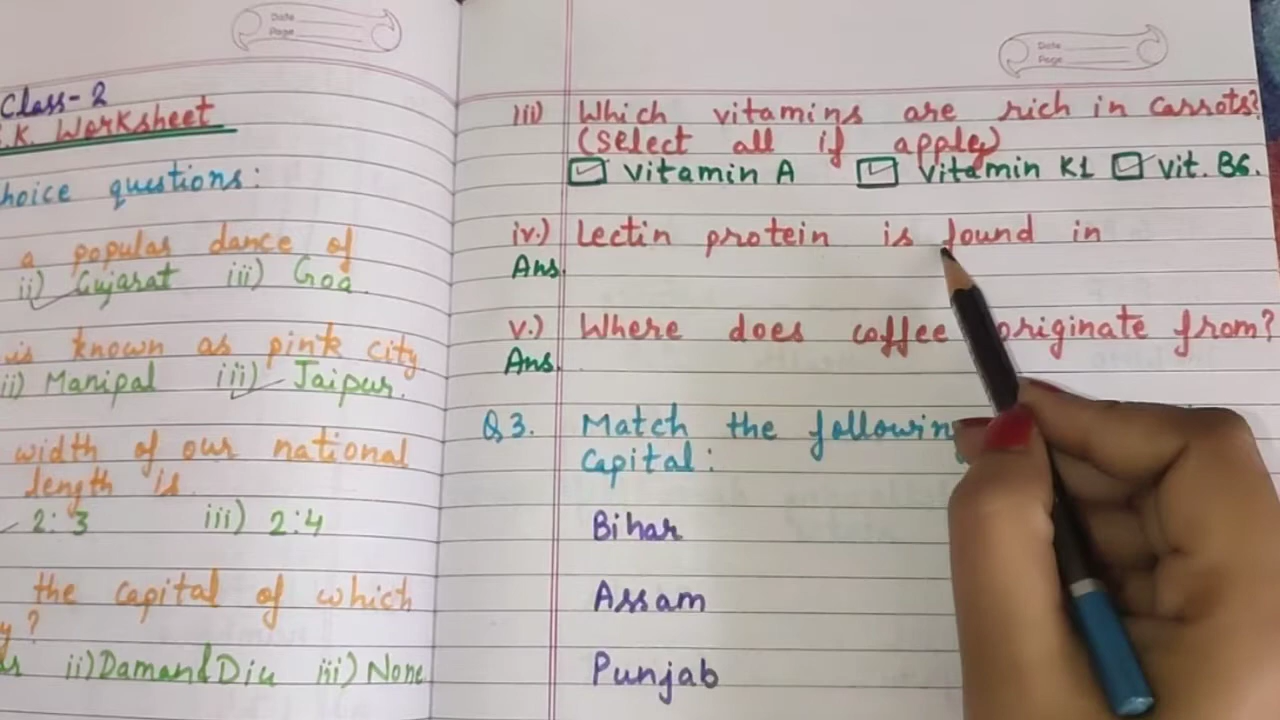 Date
Page
Class-2
.K. Worksheet
hoice questions:
a popular dance of
ii) Gujarat iii) Goa
is known as pink city
ii) Manipal iii) Jaipur.
width of our national
length is
2:3 iii) 2:4
the capital of which
y?
ii) Daman&Diu iii) None
Date
Page
iii) Which vitamins are rich in carrots?
(select all if apply)
Vitamin A Vitamin K1 Vit. B6.
iv.) Lectin protein is found in
Ans.
v.) Where does coffee originate from?
Ans.
Q3. Match the followin
Capital:
Bihar
Assam
Punjab